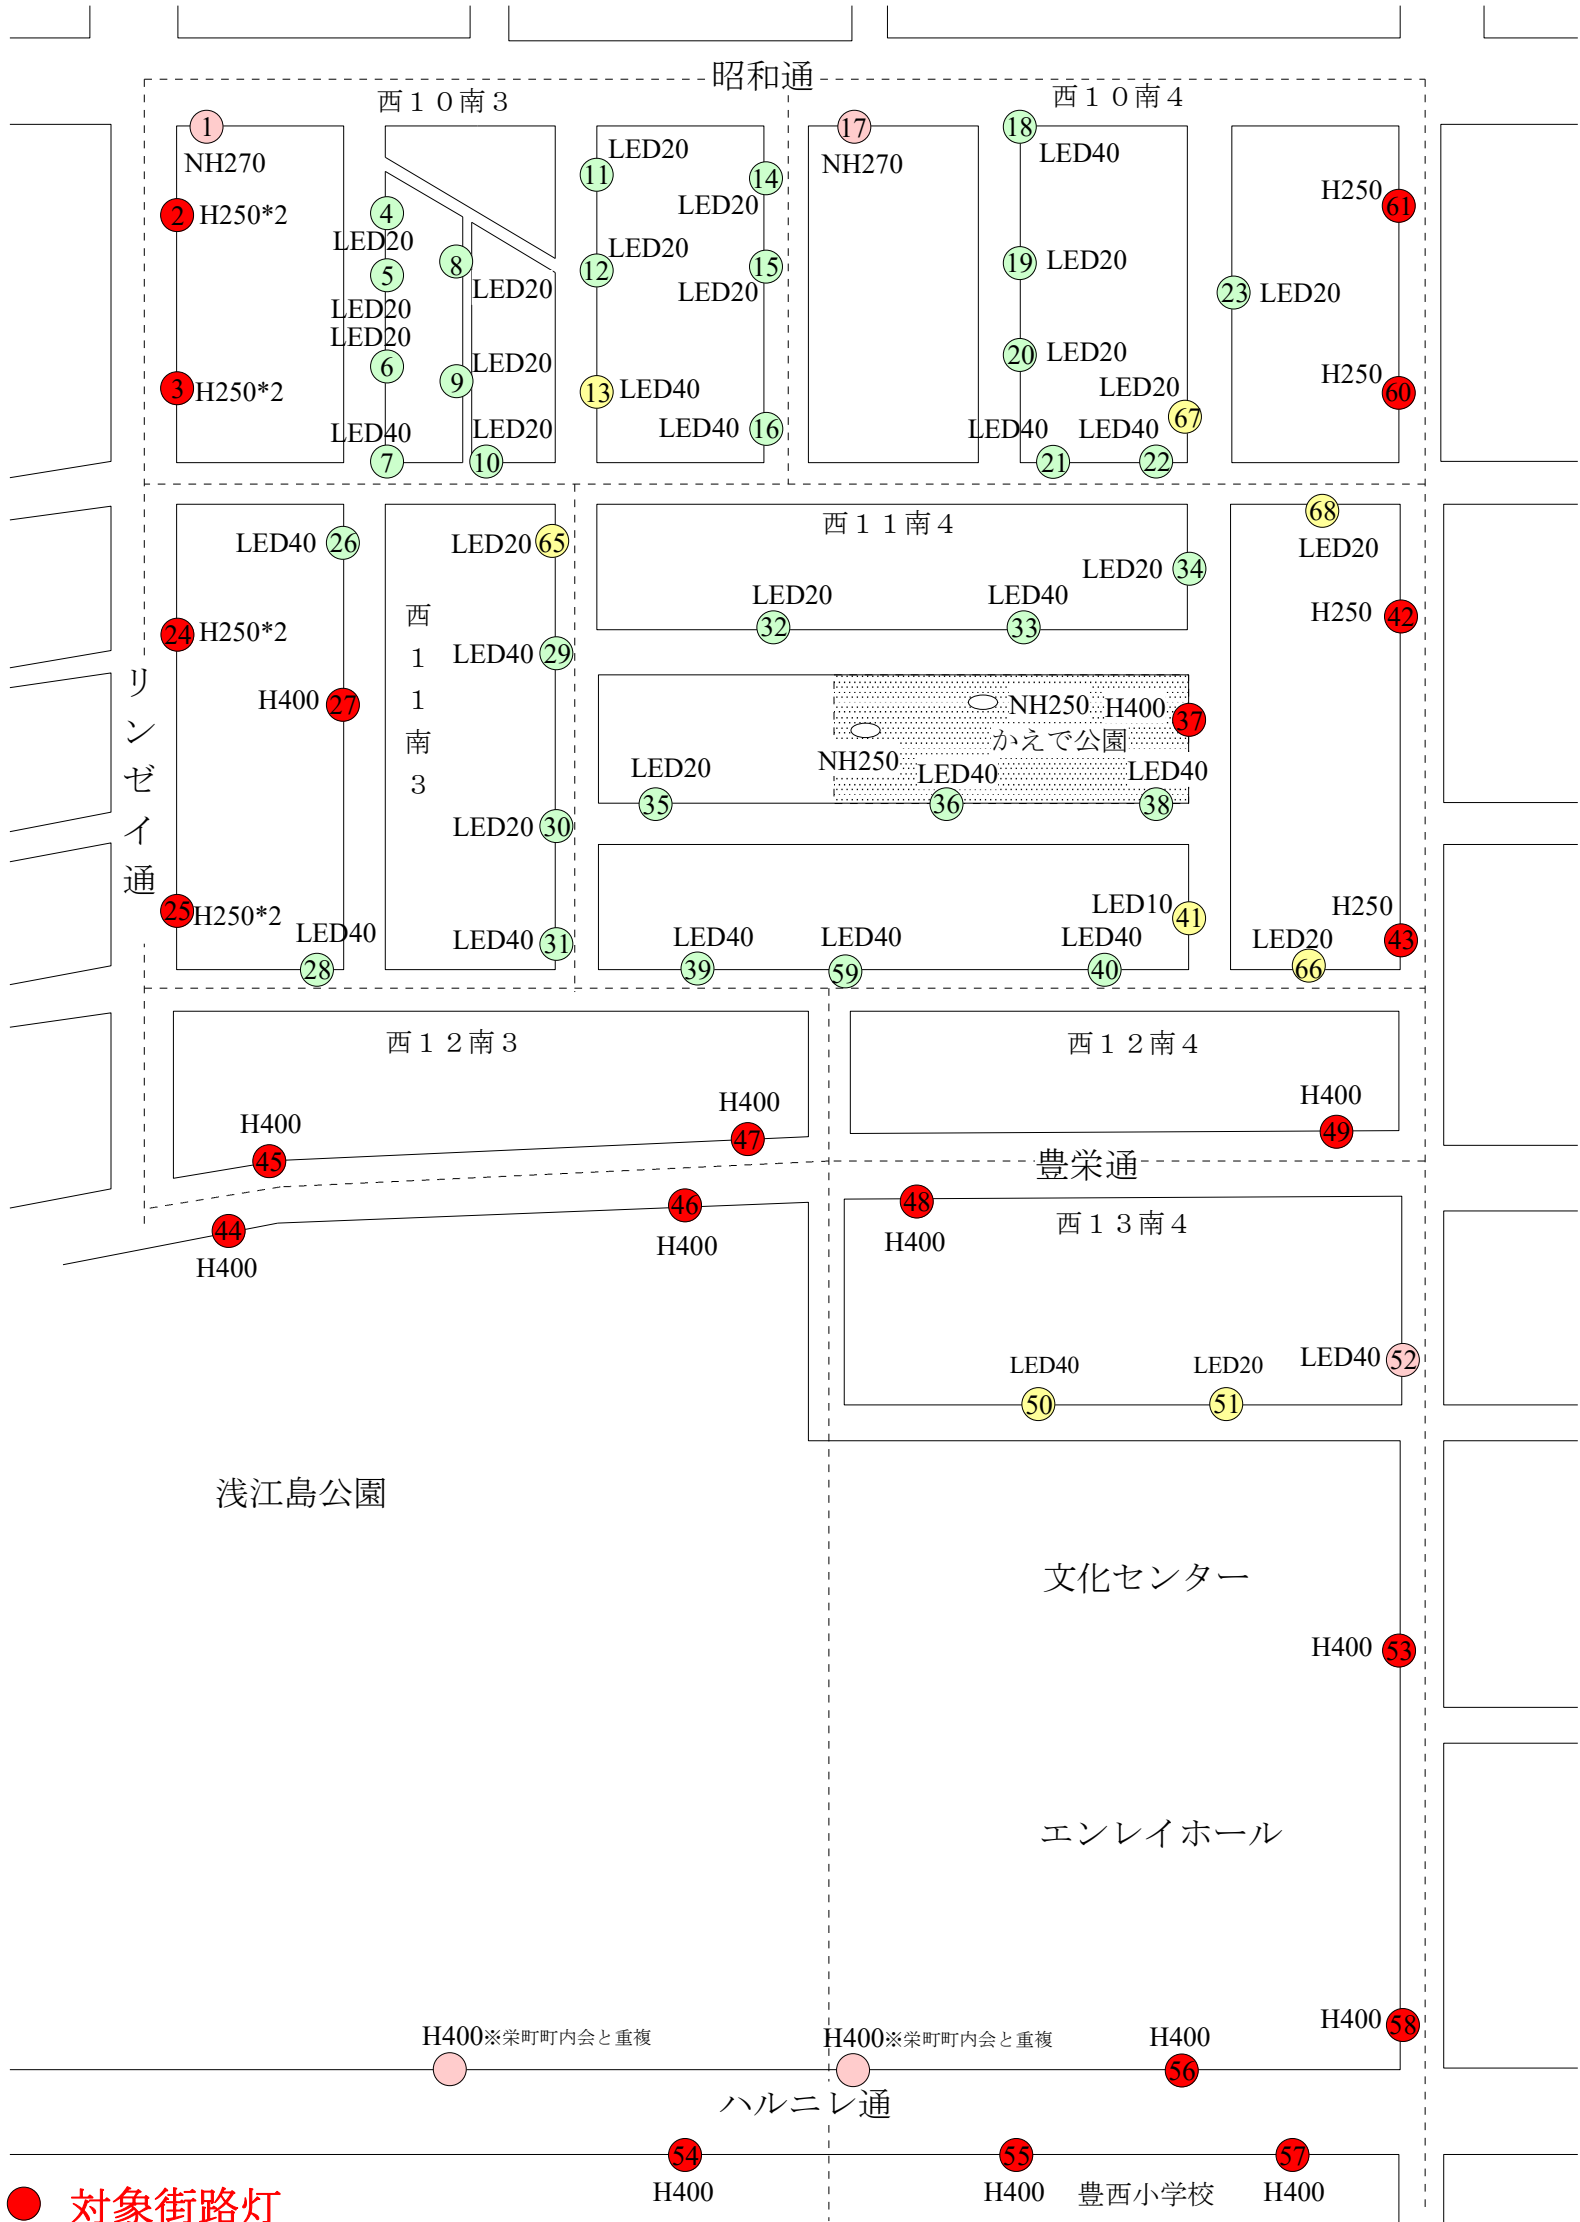 昭和通
西１０南３
西１０南４
1
NH270
17
NH270
18
LED40
11
LED20
14
LED20
2
H250*2
4
LED20
H250
61
8
LED20
12
LED20
15
LED20
19
LED20
5
LED20
23
LED20
LED20
6
20
LED20
3
H250*2
9
LED20
13
LED40
LED20
67
H250
60
LED40
7
LED20
10
LED40
16
LED40
21
LED40
22
LED40
26
LED20
65
西１１南４
68
LED20
LED20
34
24
H250*2
西１１南３
LED20
32
LED40
33
H250
42
LED40
29
リンゼイ通
H400
27
NH250
H400
37
かえで公園
NH250
LED20
35
LED40
36
LED40
38
LED20
30
25
H250*2
LED40
28
LED40
31
LED40
39
LED40
59
LED40
40
LED10
41
H250
43
LED20
66
西１２南３
西１２南４
H400
45
H400
47
H400
49
豊栄通
44
H400
46
H400
48
H400
西１３南４
LED40
50
LED20
51
LED40
52
浅江島公園
文化センター
H400
53
エンレイホール
H400
58
H400※栄町町内会と重複
H400※栄町町内会と重複
H400
56
ハルニレ通
54
H400
55
H400
57
H400
豊西小学校
対象街路灯